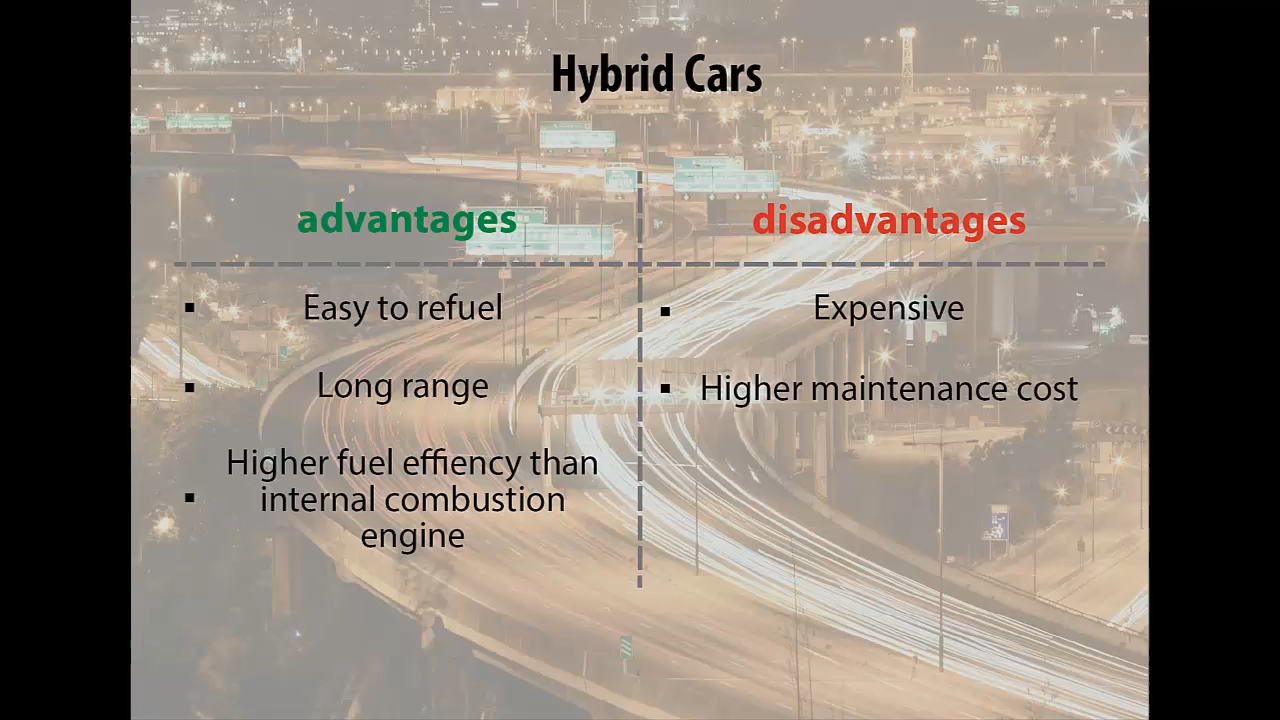 Hybrid Cars
advantages
disadvantages
Easy to refuel
Expensive
Long range
Higher maintenance cost
Higher fuel effiency than
internal combustion
engine